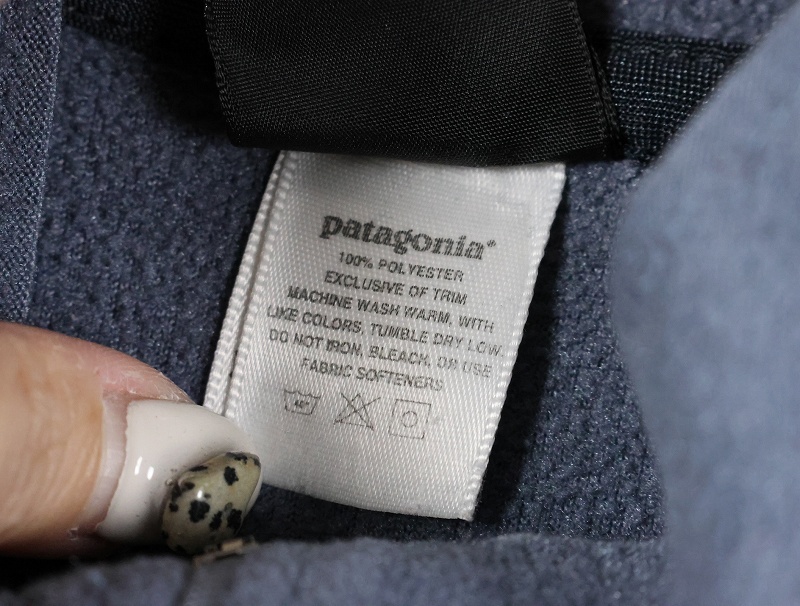 patagonia®
100% POLYESTER
EXCLUSIVE OF TRIM
MACHINE WASH WARM, WITH
LIKE COLORS, TUMBLE DRY LOW.
DO NOT IRON, BLEACH, OR USE
FABRIC SOFTENERS
40°